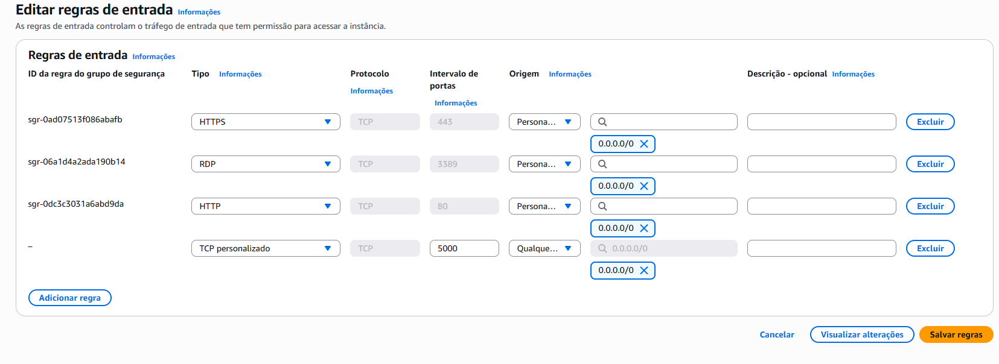 Editar regras de entrada Informações
As regras de entrada controlam o tráfego de entrada que tem permissão para acessar a instância.
Regras de entrada Informações
ID da regra do grupo de segurança Tipo Informações Protocolo Informações Intervalo de portas Informações Origem Informações Descrição - opcional Informações
sgr-0ad07513f086abafb HTTPS TCP 443 Persona... Excluir
0.0.0.0/0
sgr-06a1d4a2ada190b14 RDP TCP 3389 Persona... Excluir
0.0.0.0/0
sgr-0dc3c3031a6abd9da HTTP TCP 80 Persona... Excluir
0.0.0.0/0
– TCP personalizado TCP 5000 Qualque... 0.0.0.0/0 Excluir
0.0.0.0/0
Adicionar regra
Cancelar Visualizar alterações Salvar regras